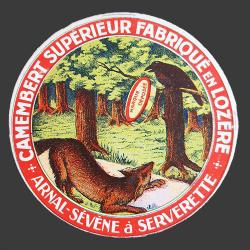 CAMEMBERT SUPÉRIEUR FABRIQUÉ EN LOZÈRE
ARNAL-SÉVÈNE à SERVERETTE